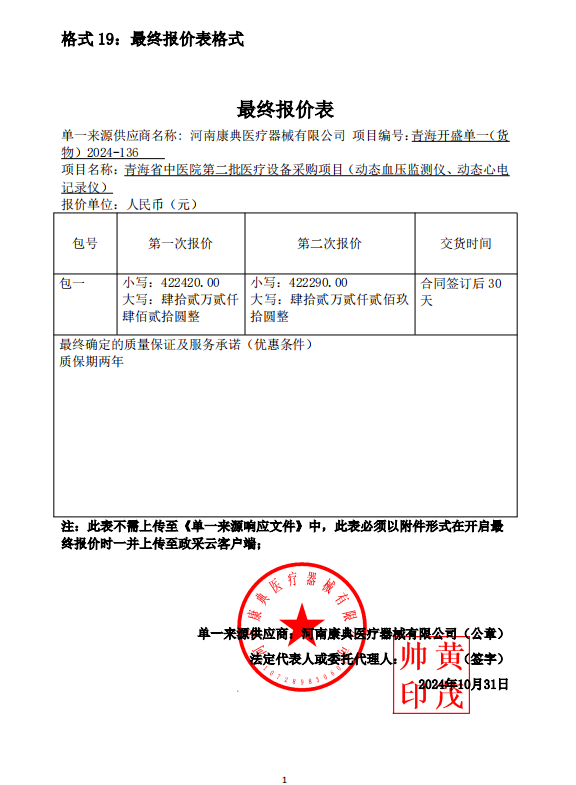 格式 19：最终报价表格式
最终报价表
单一来源供应商名称：河南康典医疗器械有限公司 项目编号：青海开盛单一（货
物）2024-136
项目名称：青海省中医院第二批医疗设备采购项目（动态血压监测仪、动态心电
记录仪）
报价单位：人民币（元）
包号 第一次报价 第二次报价 交货时间
包一
小写：422420.00
大写：肆拾贰万贰仟
肆佰贰拾圆整
小写：422290.00
大写：肆拾贰万贰仟贰佰玖
拾圆整
合同签订后 30
天
最终确定的质量保证及服务承诺（优惠条件）
质保期两年
注：此表不需上传至《单一来源响应文件》中，此表必须以附件形式在开启最
终报价时一并上传至政采云客户端；
康典医疗器械有限
单一来源供应商：河南康典医疗器械有限公司（公章）
法定代表人或委托代理人： （签字）
2024年10月31日
黄茂帅印
1